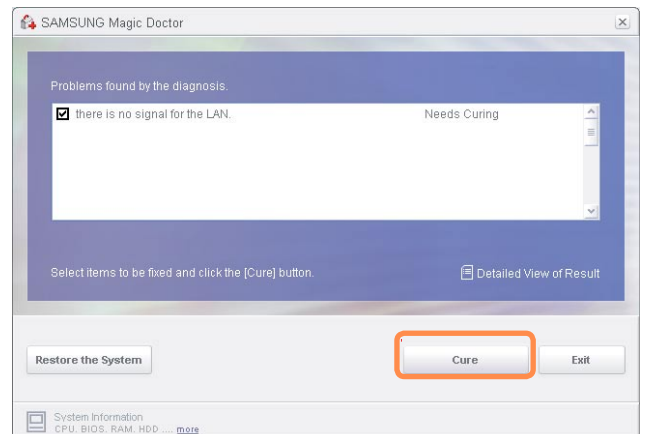 SAMSUNG Magic Doctor
Problems found by the diagnosis.
there is no signal for the LAN. Needs Curing
Select items to be fixed and click the [Cure] button. Detailed View of Result
Restore the System Cure Exit
System Information
CPU. BIOS. RAM. HDD .... more